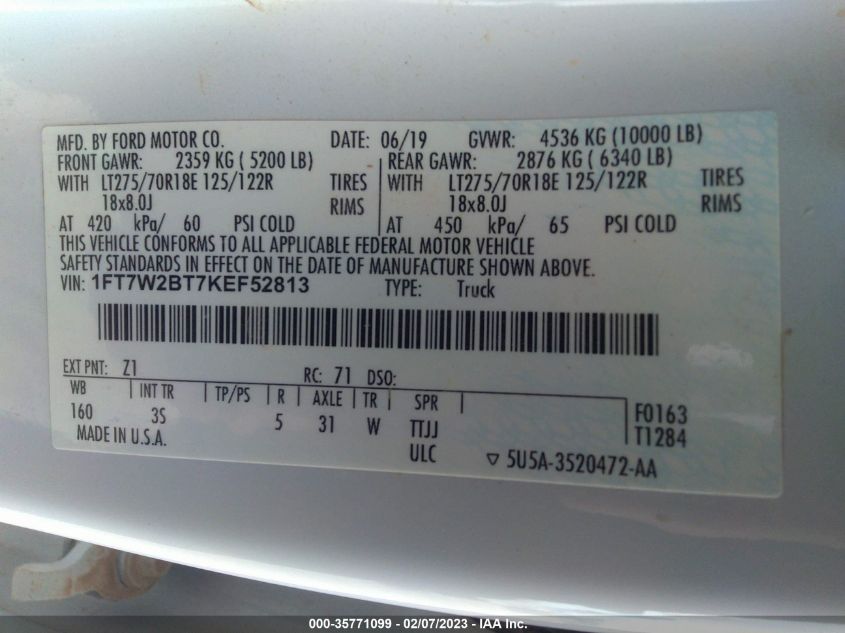 MFD. BY FORD MOTOR CO. DATE: 06/19 GVWR: 4536 KG (10000 LB)
FRONT GAWR: 2359 KG ( 5200 LB) REAR GAWR: 2876 KG ( 6340 LB)
WITH LT275/70R18E 125/122R TIRES WITH LT275/70R18E 125/122R TIRES
18x8.0J RIMS 18x8.0J RIMS
AT 420 kPa/ 60 PSI COLD AT 450 kPa/ 65 PSI COLD
THIS VEHICLE CONFORMS TO ALL APPLICABLE FEDERAL MOTOR VEHICLE
SAFETY STANDARDS IN EFFECT ON THE DATE OF MANUFACTURE SHOWN ABOVE.
VIN: 1FT7W2BT7KEF52813 TYPE: Truck
EXT PNT: Z1 RC: 71 DSO:
WB INT TR TP/PS R AXLE TR SPR
160 3S 5 31 W TTJJ F0163
MADE IN U.S.A. ULC T1284
5U5A-3520472-AA
000-35771099 — 02/07/2023 — IAA Inc.